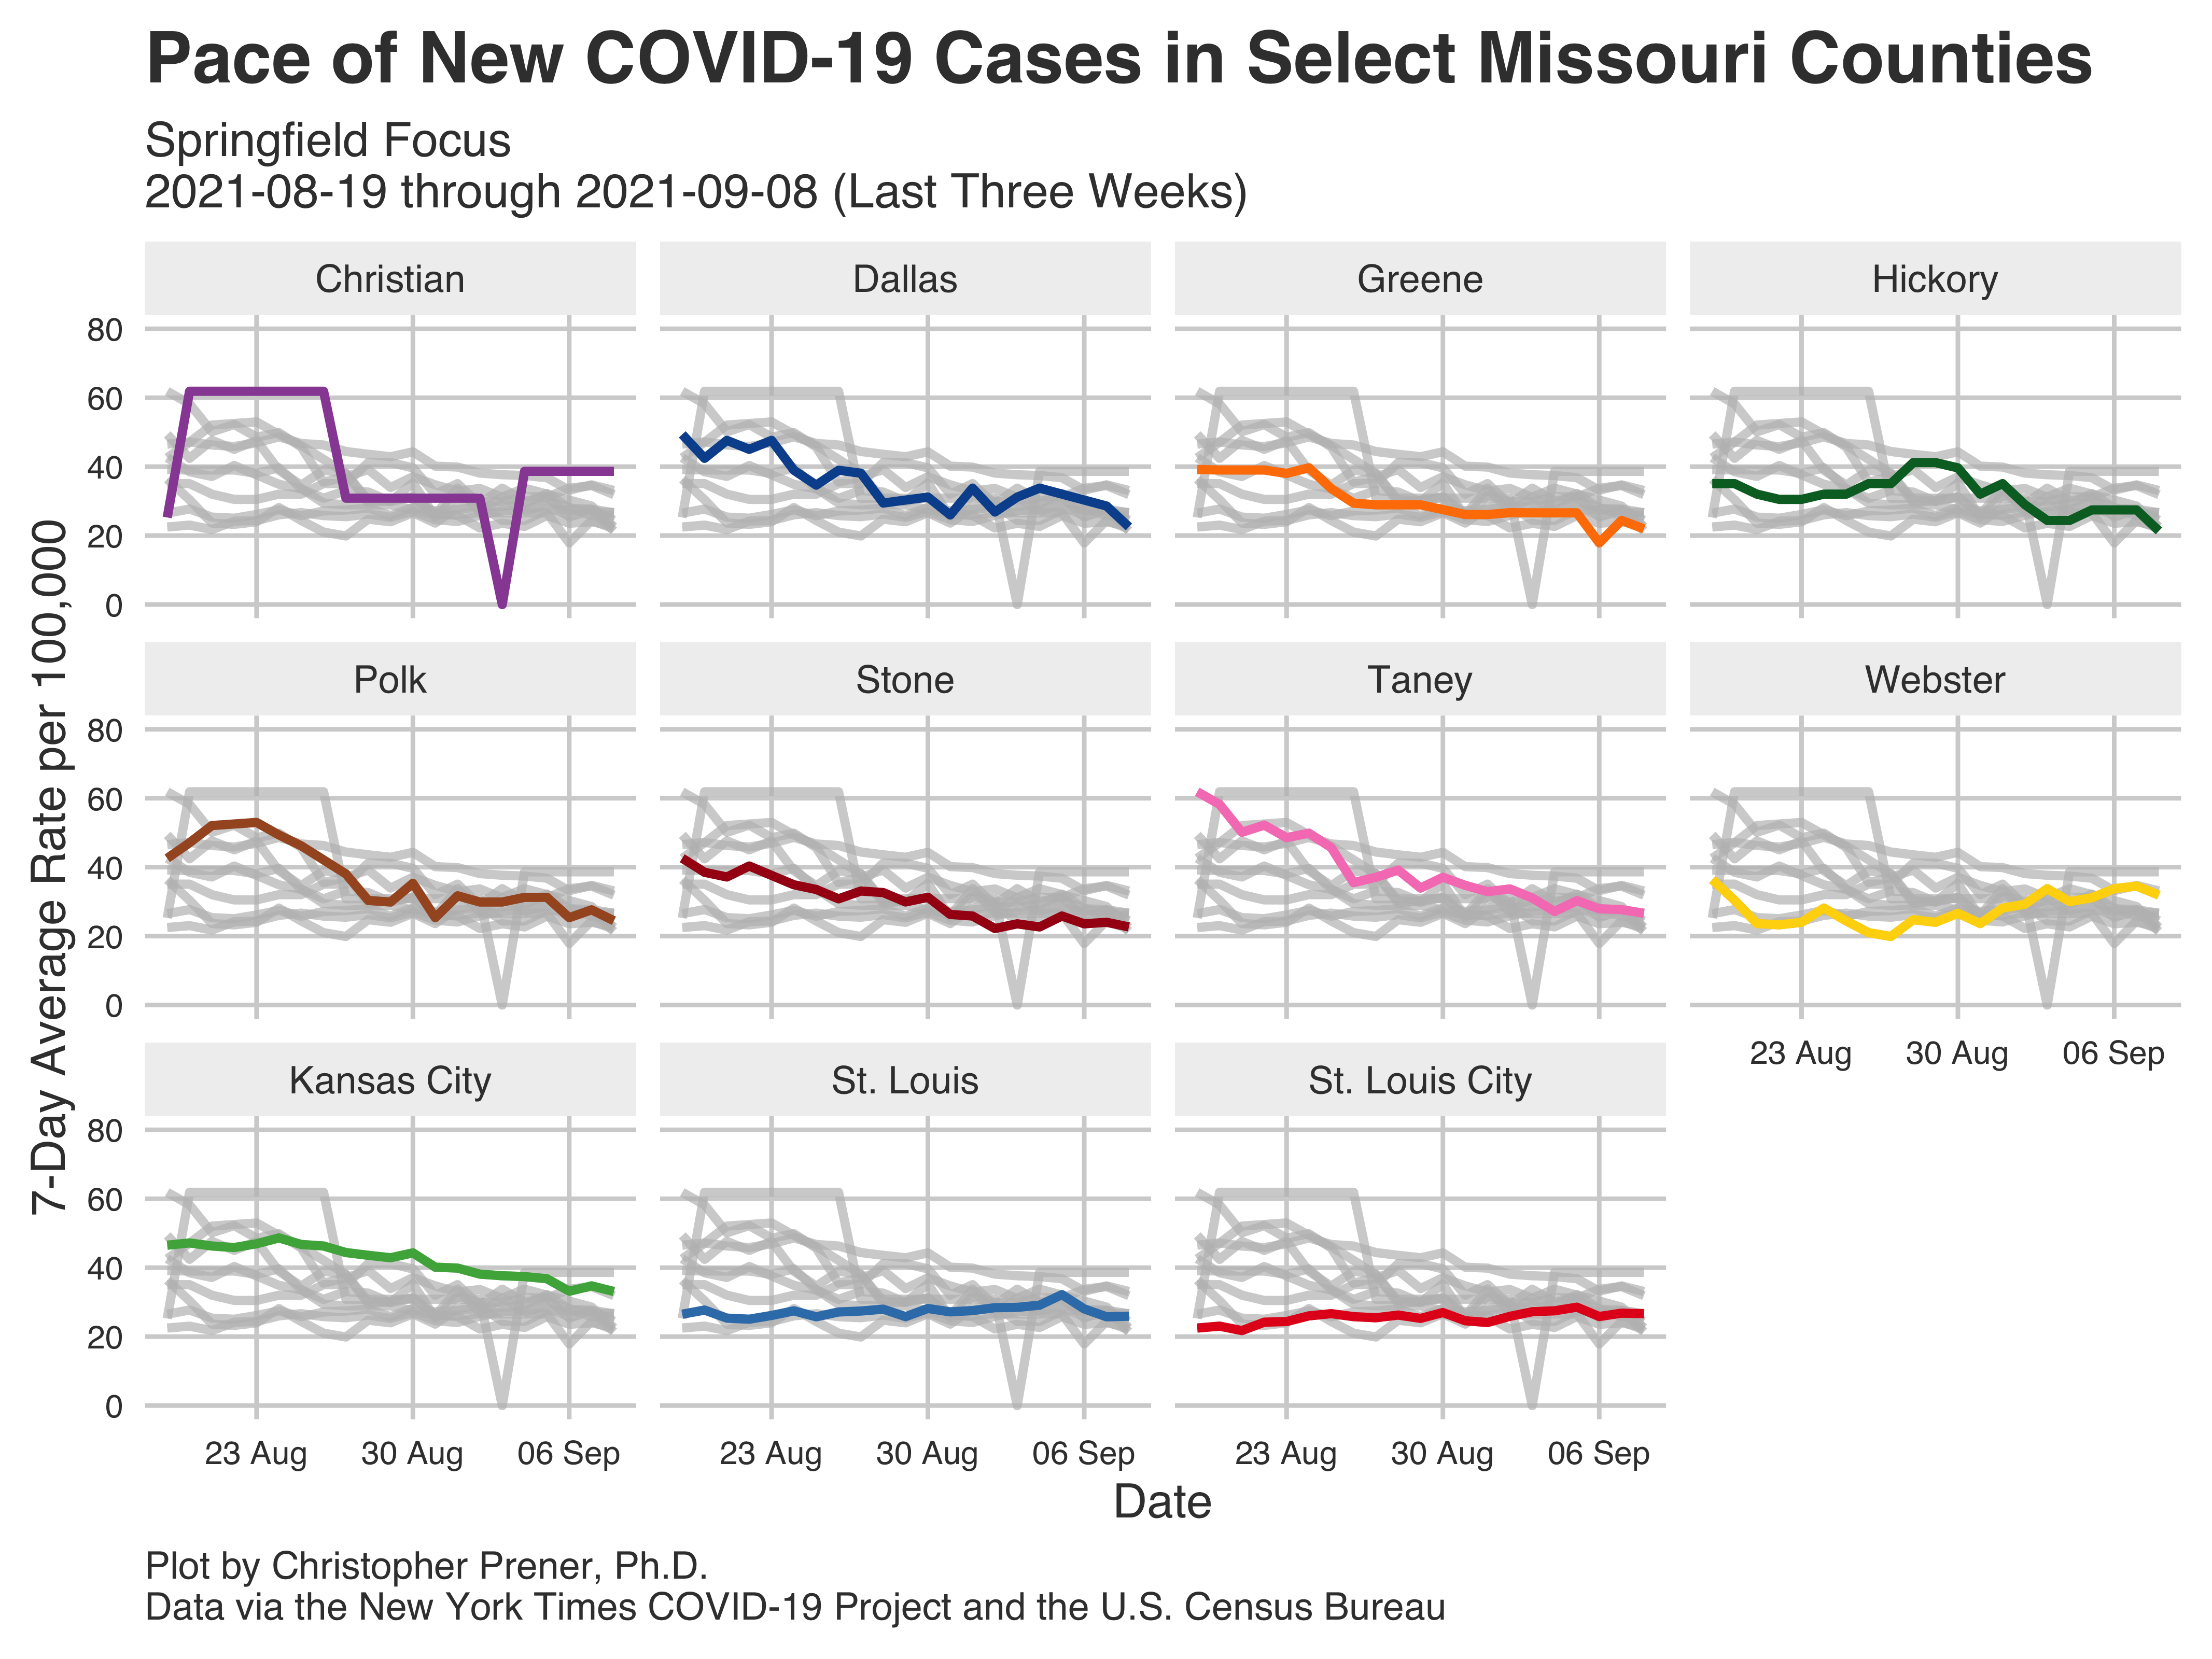 Pace of New COVID-19 Cases in Select Missouri Counties
Springfield Focus
2021-08-19 through 2021-09-08 (Last Three Weeks)
7-Day Average Rate per 100,000
Christian
Dallas
Greene
Hickory
80
60
40
20
0
Polk
Stone
Taney
Webster
80
60
40
20
0
23 Aug 30 Aug 06 Sep
Kansas City
St. Louis
St. Louis City
80
60
40
20
0
23 Aug 30 Aug 06 Sep
23 Aug 30 Aug 06 Sep
23 Aug 30 Aug 06 Sep
Date
Plot by Christopher Prener, Ph.D.
Data via the New York Times COVID-19 Project and the U.S. Census Bureau